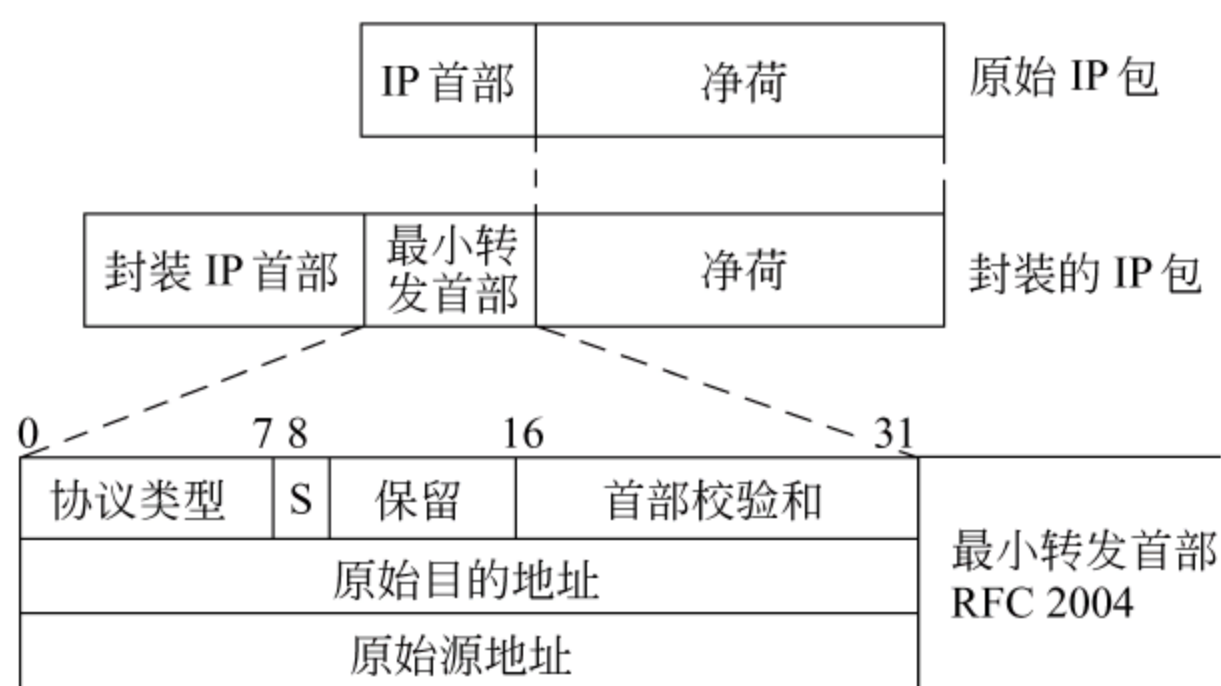 IP 首部 净荷 原始 IP 包
封装 IP 首部 最小转 发首部 净荷 封装的 IP 包
0 7 8 16 31
协议类型 S 保留 首部校验和
原始目的地址
原始源地址
最小转发首部
RFC 2004